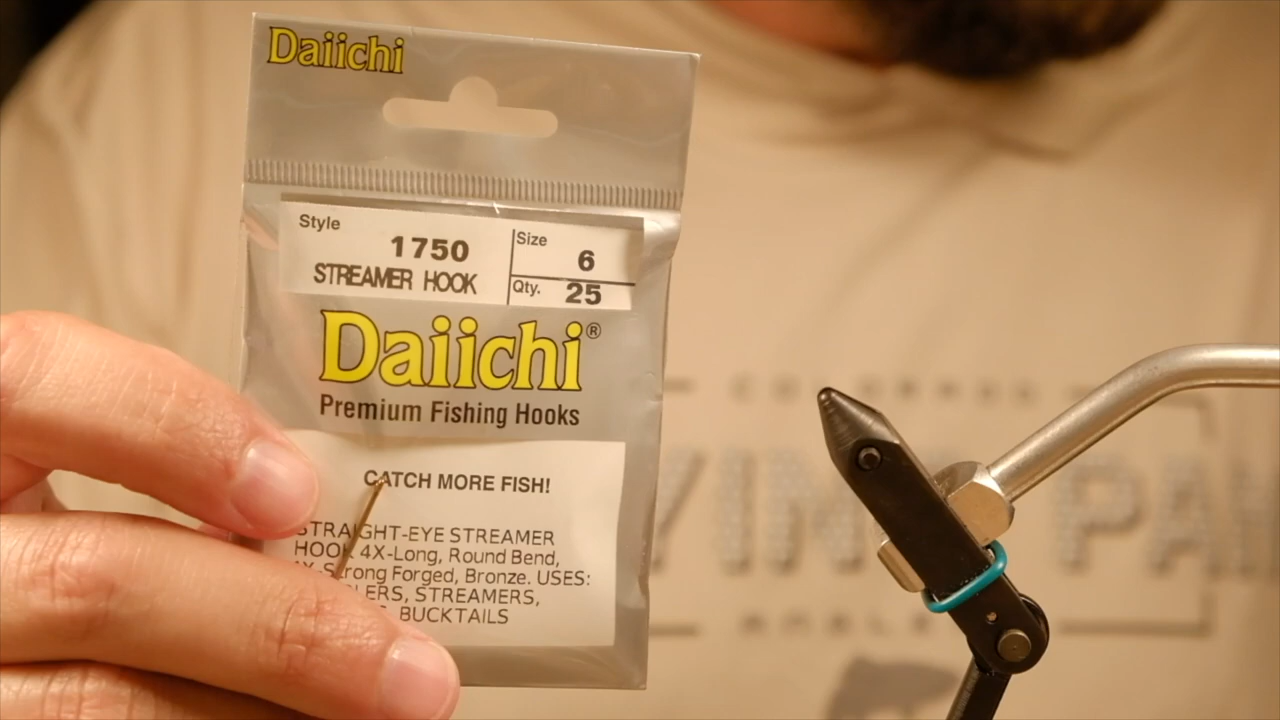 Daiichi
Style
1750
STREAMER HOOK
Size
6
Qty.
25
Daiichi®
Premium Fishing Hooks
CATCH MORE FISH!
STRAIGHT-EYE STREAMER
HOOK 4X-Long, Round Bend,
Strong Forged, Bronze. USES:
STREAMERS,
BUCKTAILS